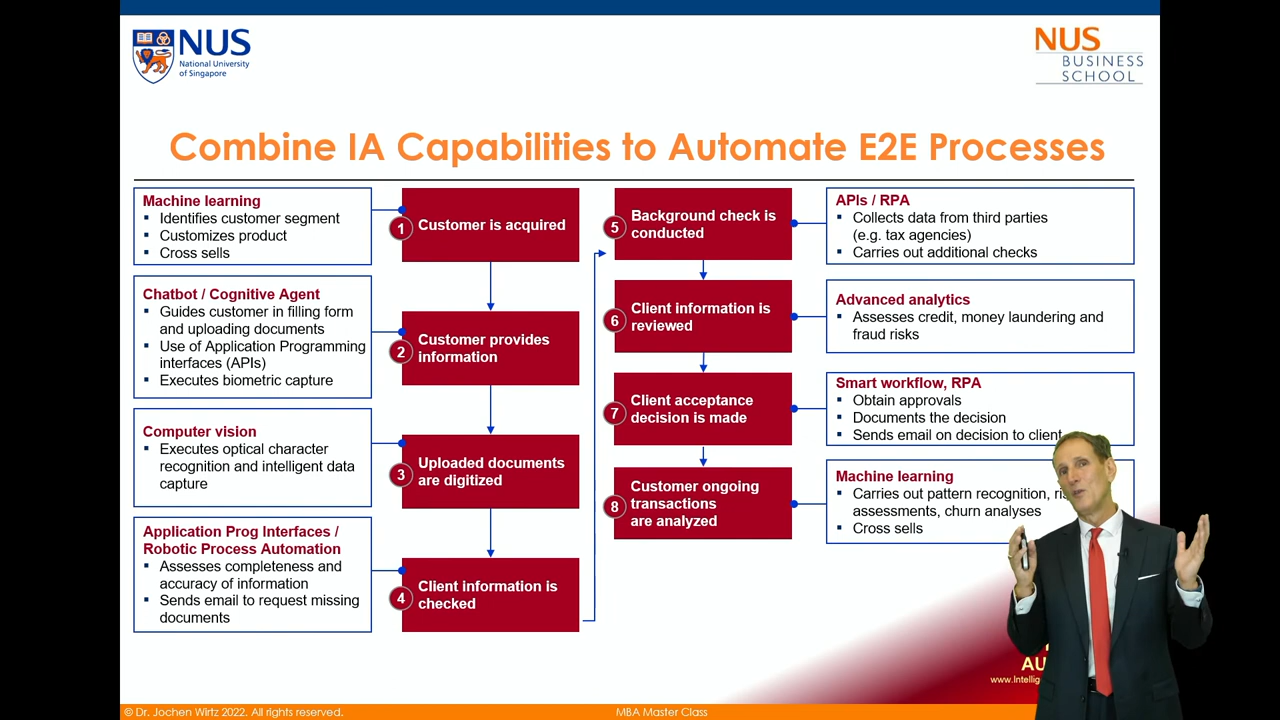 NUS
National University
of Singapore
NUS
BUSINESS
SCHOOL
Combine IA Capabilities to Automate E2E Processes
Machine learning
▪ Identifies customer segment
▪ Customizes product
▪ Cross sells
1
Customer is acquired
Chatbot / Cognitive Agent
▪ Guides customer in filling form
and uploading documents
▪ Use of Application Programming
interfaces (APIs)
▪ Executes biometric capture
2
Customer provides
information
Computer vision
▪ Executes optical character
recognition and intelligent data
capture
3
Uploaded documents
are digitized
Application Prog Interfaces /
Robotic Process Automation
▪ Assesses completeness and
accuracy of information
▪ Sends email to request missing
documents
4
Client information is
checked
5
Background check is
conducted
APIs / RPA
▪ Collects data from third parties
(e.g. tax agencies)
▪ Carries out additional checks
6
Client information is
reviewed
Advanced analytics
▪ Assesses credit, money laundering and
fraud risks
7
Client acceptance
decision is made
Smart workflow, RPA
▪ Obtain approvals
▪ Documents the decision
▪ Sends email on decision to client
8
Customer ongoing
transactions
are analyzed
Machine learning
▪ Carries out pattern recognition,
assessments, churn analyses
▪ Cross sells
© Dr. Jochen Wirtz 2022. All rights reserved.
MBA Master Class